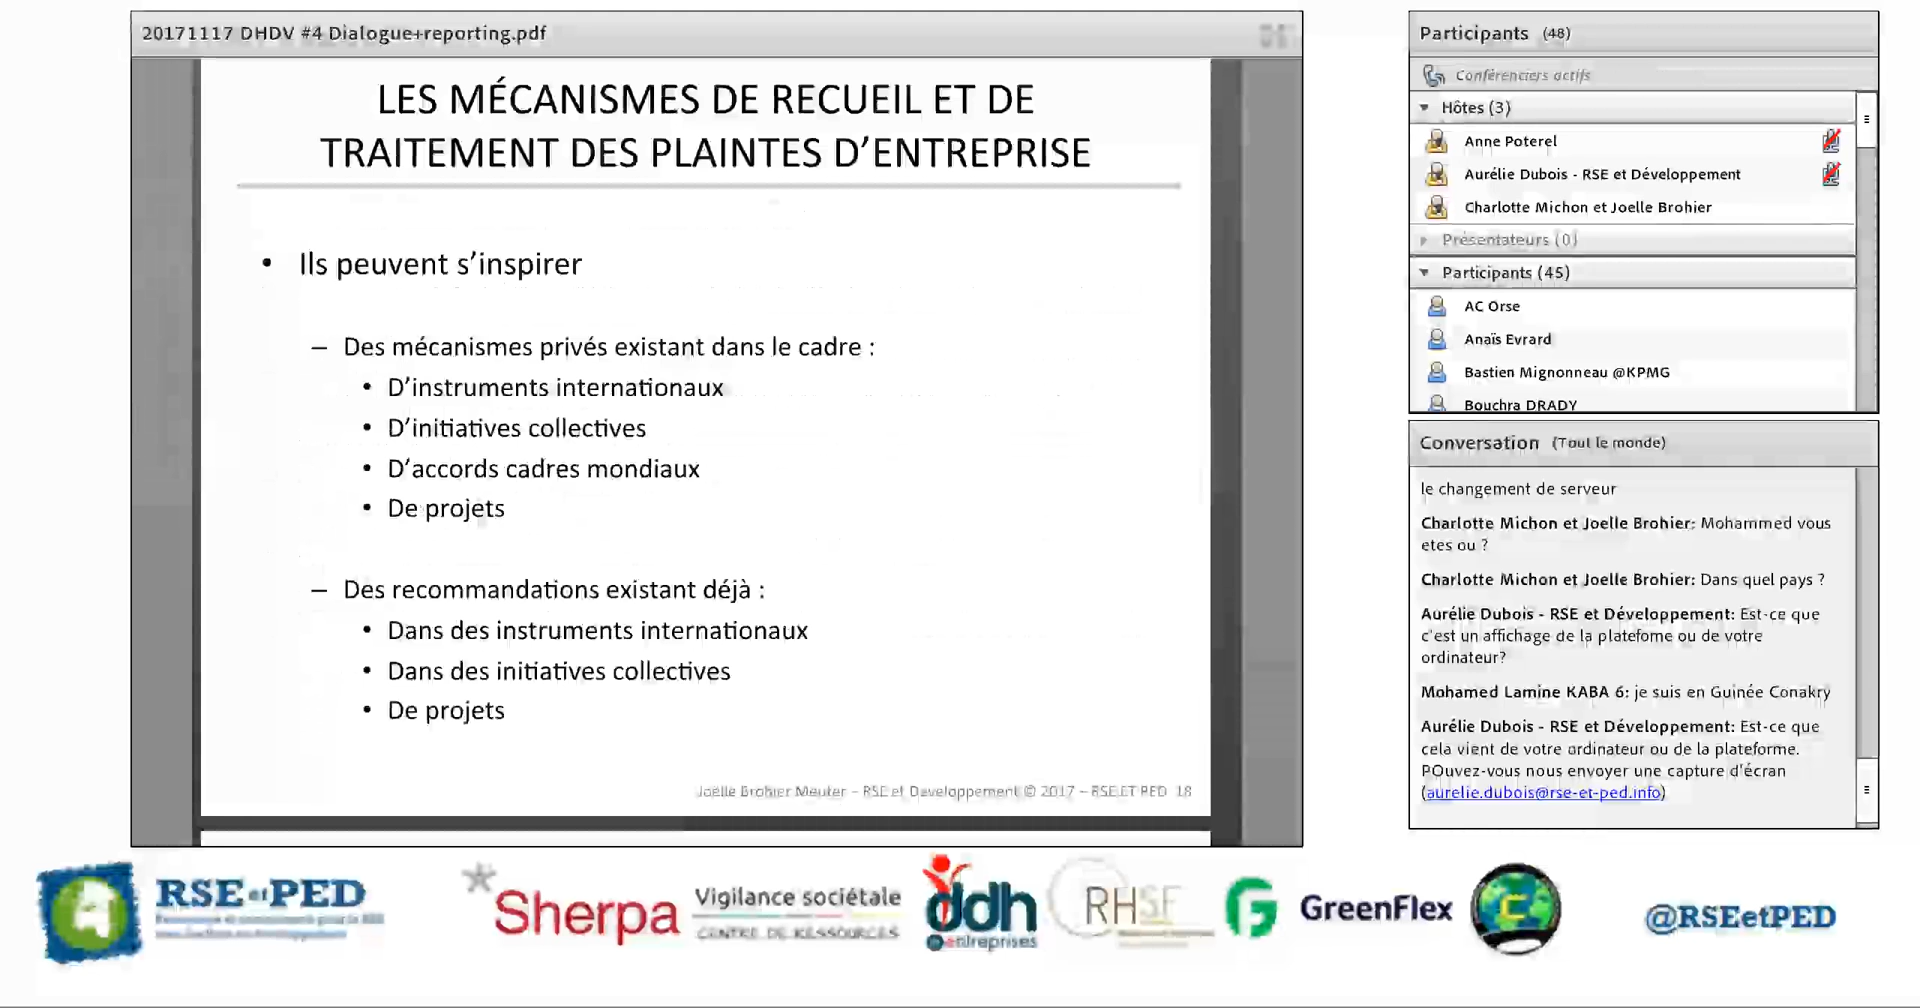 20171117 DHDV #4 Dialogue+reporting.pdf
LES MÉCANISMES DE RECUEIL ET DE
TRAITEMENT DES PLAINTES D’ENTREPRISE
• Ils peuvent s’inspirer
– Des mécanismes privés existant dans le cadre :
• D’instruments internationaux
• D’initiatives collectives
• D’accords cadres mondiaux
• De projets
– Des recommandations existant déjà :
• Dans des instruments internationaux
• Dans des initiatives collectives
• De projets
Joëlle Brohier Meuter – RSE et Developpement © 2017 – RSE ET PED 18
Participants (48)
Conférenciers actifs
Hôtes (3)
Anne Poterel
Aurélie Dubois - RSE et Développement
Charlotte Michon et Joelle Brohier
Présentateurs (0)
Participants (45)
AC Orse
Anaïs Evrard
Bastien Mignonneau @KPMG
Bouchra DRADY
Conversation (Tout le monde)
le changement de serveur
Charlotte Michon et Joelle Brohier: Mohammed vous
etes ou ?
Charlotte Michon et Joelle Brohier: Dans quel pays ?
Aurélie Dubois - RSE et Développement: Est-ce que
c'est un affichage de la platefome ou de votre
ordinateur?
Mohamed Lamine KABA 6: je suis en Guinée Conakry
Aurélie Dubois - RSE et Développement: Est-ce que
cela vient de votre ordinateur ou de la plateforme.
POuvez-vous nous envoyer une capture d'écran
(aurelie.dubois@rse-et-ped.info)
RSE et PED
Sherpa
Vigilance sociétale
CENTRE DE RESSOURCES
ddh
entreprises
RHSF
GreenFlex
@RSEetPED